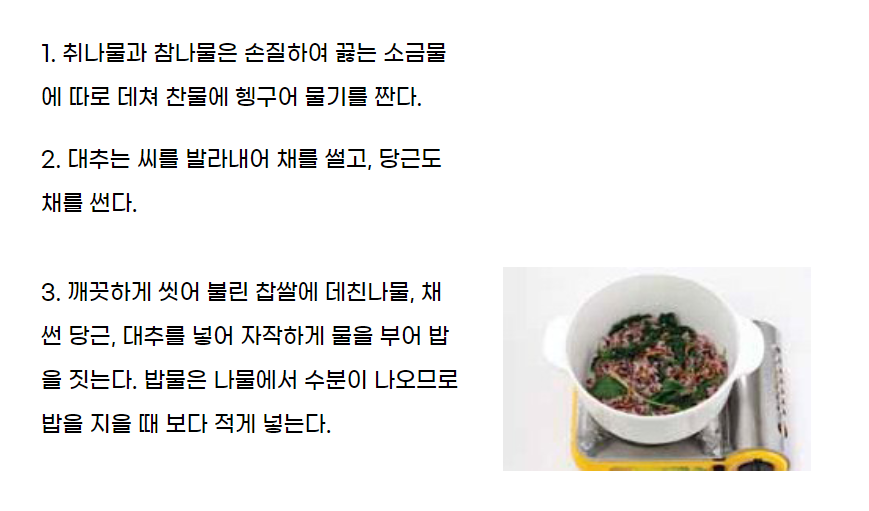 1. 취나물과 참나물은 손질하여 끓는 소금물
에 따로 데쳐 찬물에 헹구어 물기를 짠다.
2. 대추는 씨를 발라내어 채를 썰고, 당근도
채를 썬다.
3. 깨끗하게 씻어 불린 찹쌀에 데친나물, 채
썬 당근, 대추를 넣어 자작하게 물을 부어 밥
을 짓는다. 밥물은 나물에서 수분이 나오므로
밥을 지을 때 보다 적게 넣는다.